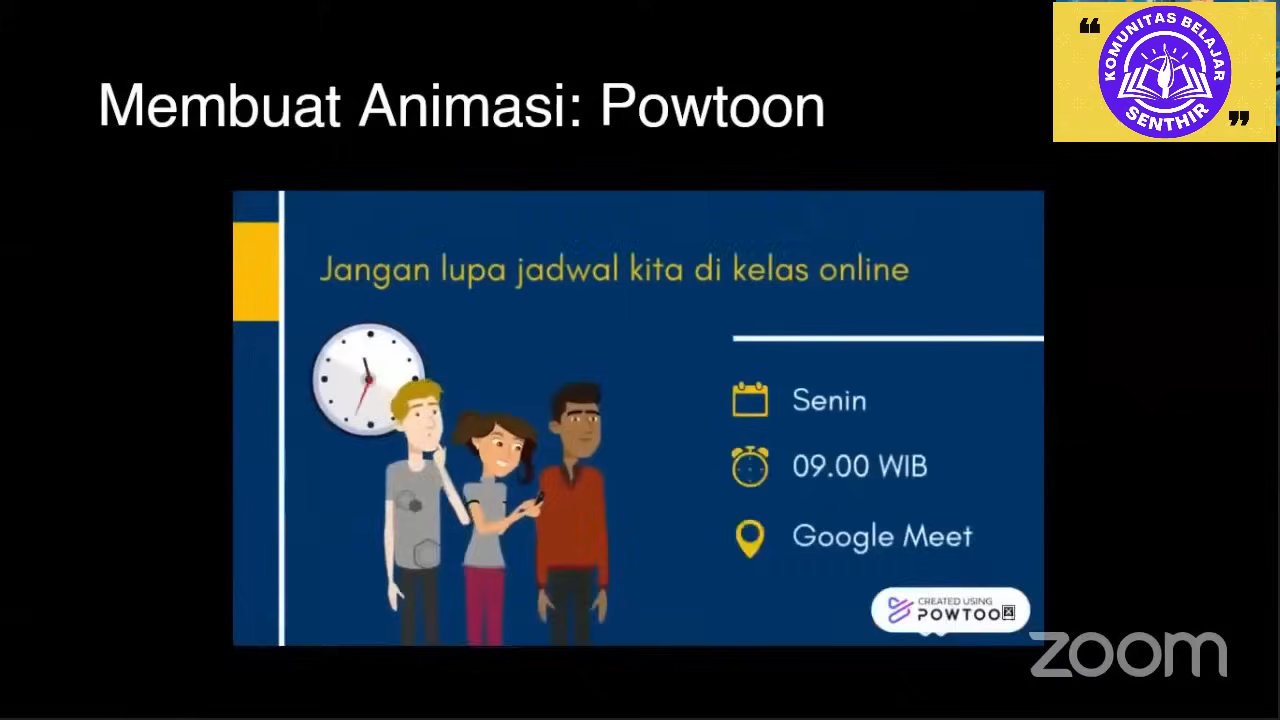 Membuat Animasi: Powtoon
KOMUNITAS BELAJAR
SENTHIR
Jangan lupa jadwal kita di kelas online
Senin
09.00 WIB
Google Meet
CREATED USING
POWTOO
zoom